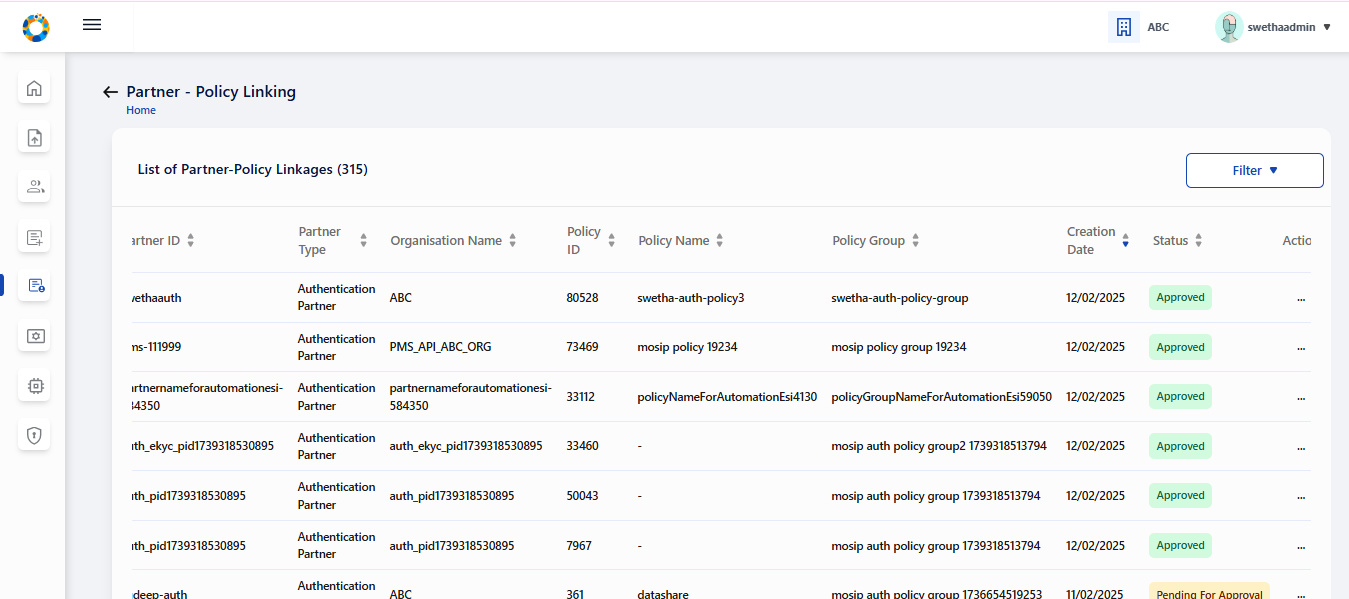 ABC
swethaadmin
Partner - Policy Linking
Home
List of Partner-Policy Linkages (315)
Filter
artner ID
Partner Type
Organisation Name
Policy ID
Policy Name
Policy Group
Creation Date
Status
Actio
vethaauth
Authentication Partner
ABC
80528
swetha-auth-policy3
swetha-auth-policy-group
12/02/2025
Approved
...
ms-111999
Authentication Partner
PMS_API_ABC_ORG
73469
mosip policy 19234
mosip policy group 19234
12/02/2025
Approved
...
artnernameforautomationesi-
84350
Authentication Partner
partnernameforautomationesi-
584350
33112
policyNameForAutomationEsi4130
policyGroupNameForAutomationEsi59050
12/02/2025
Approved
...
uth_ekyc_pid1739318530895
Authentication Partner
auth_ekyc_pid1739318530895
33460
-
mosip auth policy group2 1739318513794
12/02/2025
Approved
...
uth_pid1739318530895
Authentication Partner
auth_pid1739318530895
50043
-
mosip auth policy group 1739318513794
12/02/2025
Approved
...
uth_pid1739318530895
Authentication Partner
auth_pid1739318530895
7967
-
mosip auth policy group 1739318513794
12/02/2025
Approved
...
deep-auth
Authentication
ABC
361
datashare
mosip auth policy group 1736654519253
11/02/2025
Pending For Approval
...